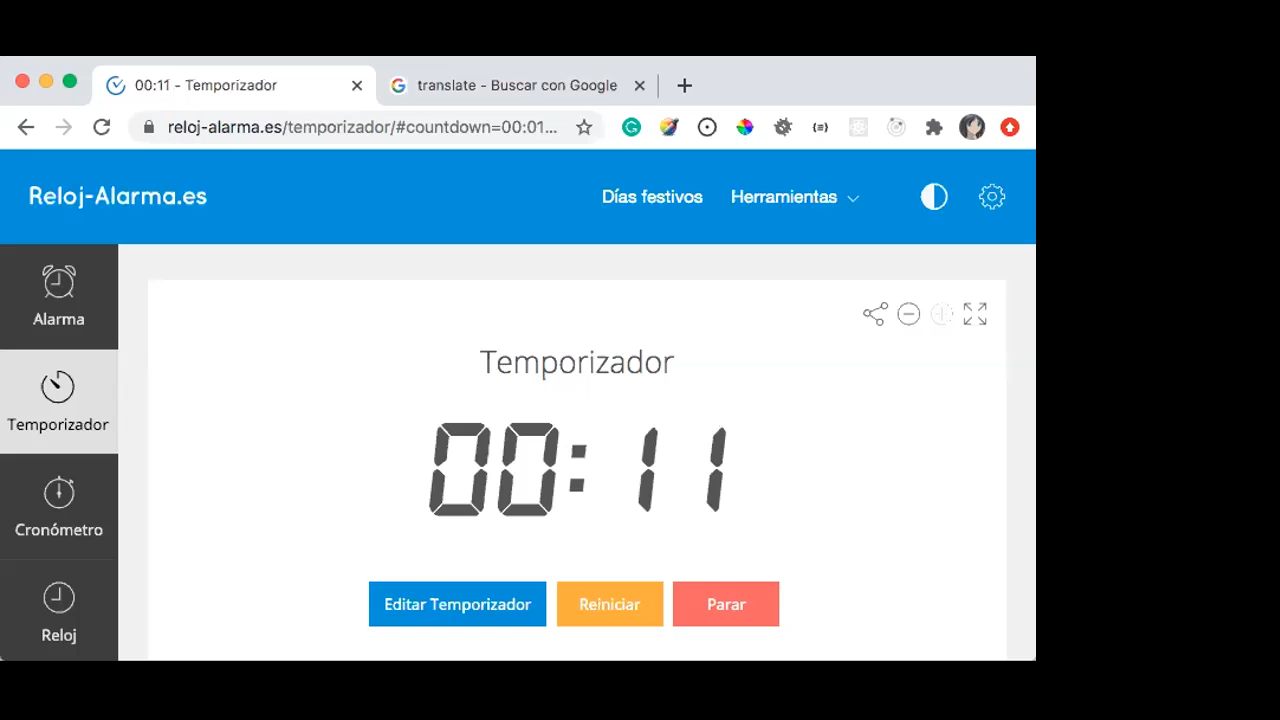 00:11 - Temporizador
translate - Buscar con Google
reloj-alarma.es/temporizador/#countdown=00:01...
Reloj-Alarma.es
Días festivos
Herramientas
Alarma
Temporizador
Cronómetro
Reloj
Temporizador
00:11
Editar Temporizador
Reiniciar
Parar